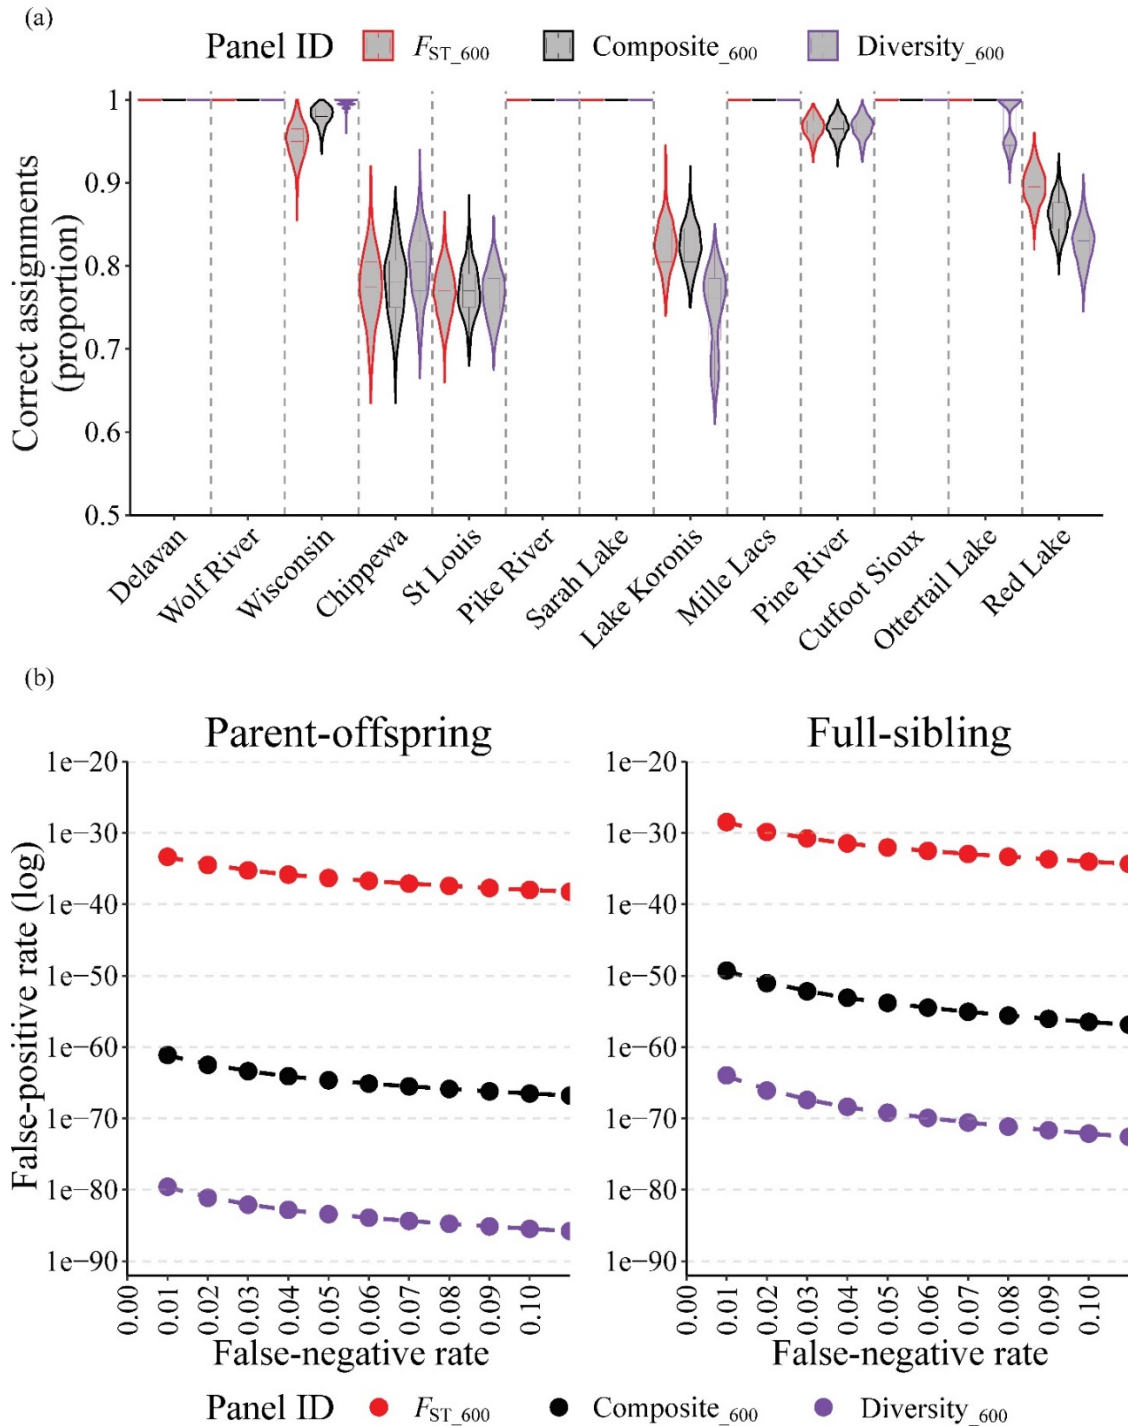 (a)
Panel ID F_ST_600 Composite_600 Diversity_600
Correct assignments
(proportion)
1
0.9
0.8
0.7
0.6
0.5
Delavan
Wolf River
Wisconsin
Chippewa
St Louis
Pike River
Sarah Lake
Lake Koronis
Mille Lacs
Pine River
Cutfoot Sioux
Ottertail Lake
Red Lake
(b)
Parent-offspring
Full-sibling
False-positive rate (log)
1e−20
1e−30
1e−40
1e−50
1e−60
1e−70
1e−80
1e−90
0.00 0.01 0.02 0.03 0.04 0.05 0.06 0.07 0.08 0.09 0.10
False-negative rate
1e−20
1e−30
1e−40
1e−50
1e−60
1e−70
1e−80
1e−90
0.00 0.01 0.02 0.03 0.04 0.05 0.06 0.07 0.08 0.09 0.10
False-negative rate
Panel ID F_ST_600 Composite_600 Diversity_600